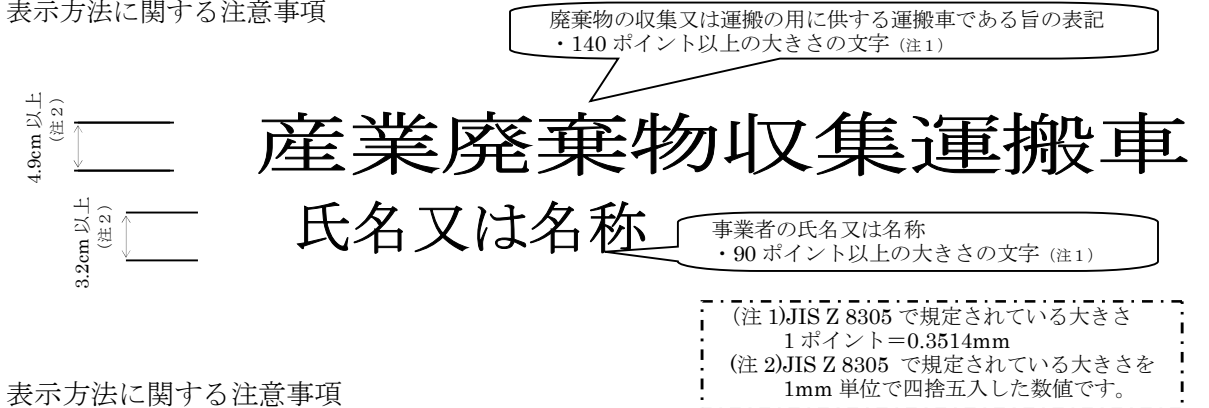 表示方法に関する注意事項
廃棄物の収集又は運搬の用に供する運搬車である旨の表記
・140 ポイント以上の大きさの文字（注１）
4.9cm 以上
（注２）
産業廃棄物収集運搬車
3.2cm 以上
（注２）
氏名又は名称
事業者の氏名又は名称
・90 ポイント以上の大きさの文字（注１）
(注 1)JIS Z 8305 で規定されている大きさ
1 ポイント＝0.3514mm
(注 2)JIS Z 8305 で規定されている大きさを
1mm 単位で四捨五入した数値です。
表示方法に関する注意事項